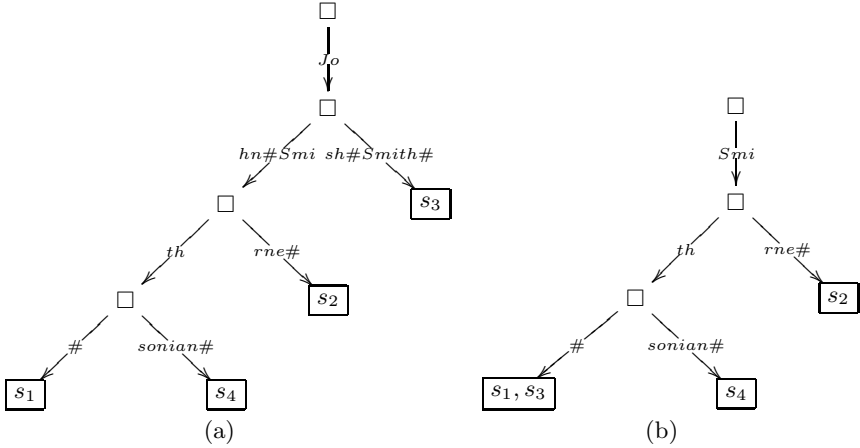 Jo
Smi
hn#Smi sh#Smith#
s3
th rne#
th rne#
s2
s2
# sonian#
# sonian#
s1 s4
s1, s3 s4
(a) (b)